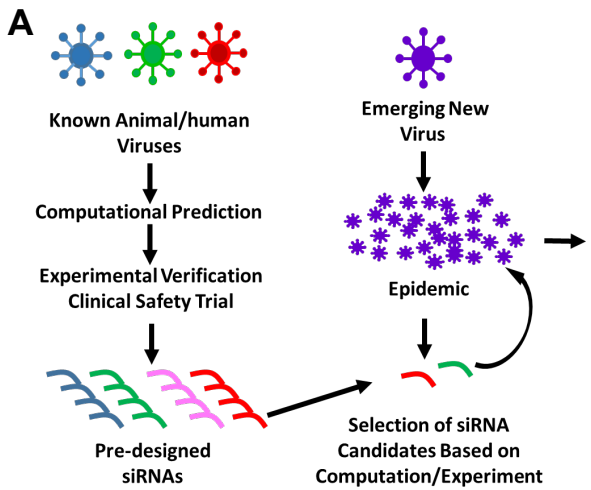 A
Known Animal/human
Viruses
Computational Prediction
Experimental Verification
Clinical Safety Trial
Pre-designed
siRNAs
Emerging New
Virus
Epidemic
Selection of siRNA
Candidates Based on
Computation/Experiment